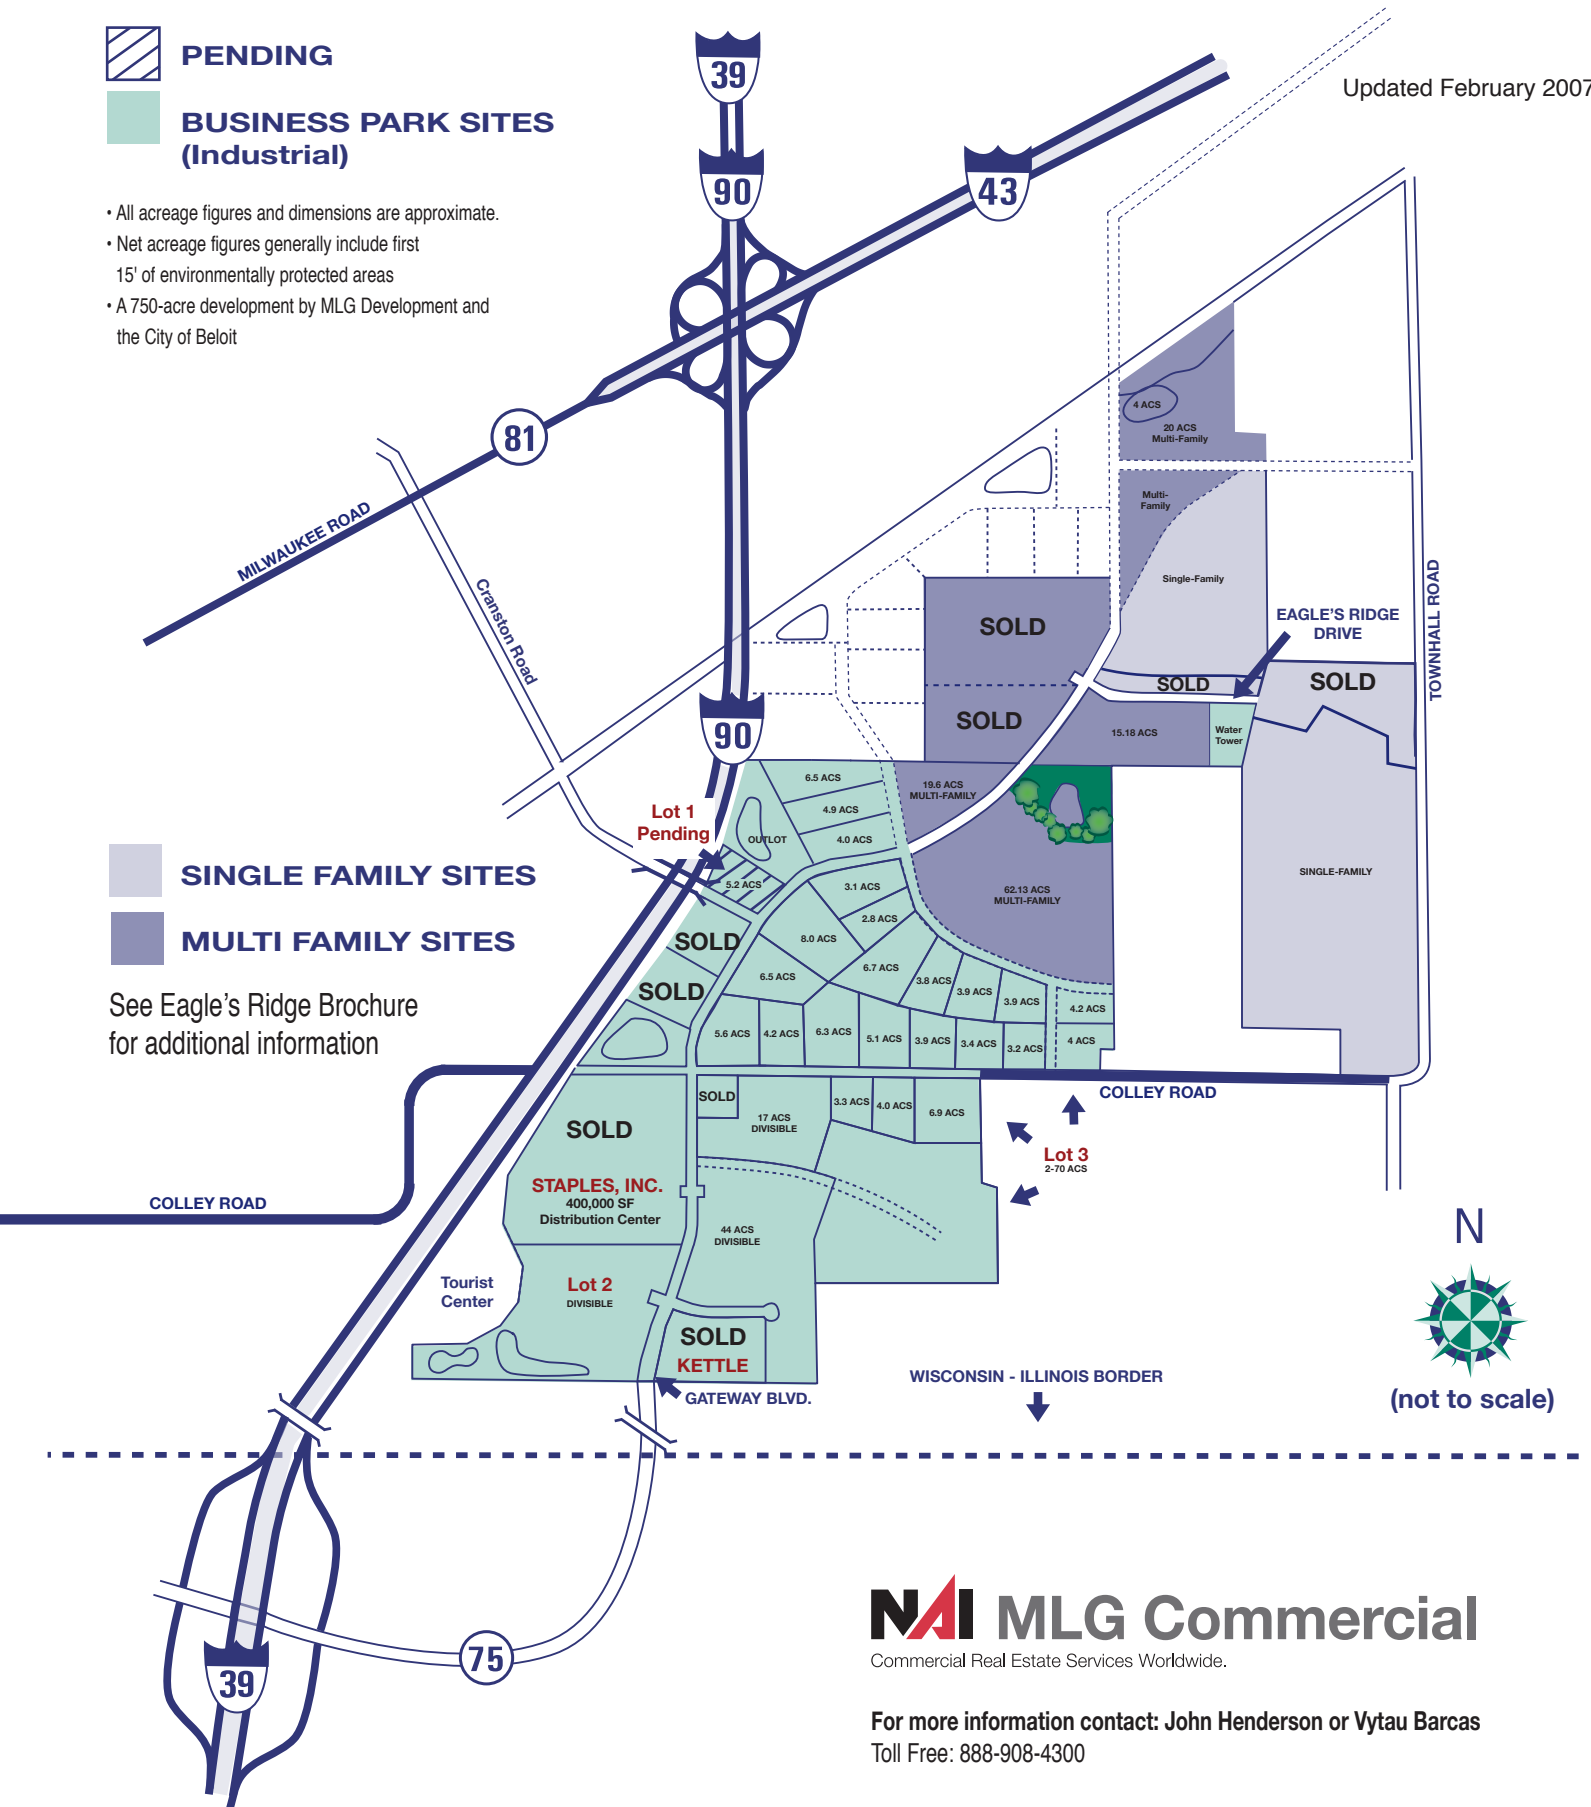 PENDING
BUSINESS PARK SITES
(Industrial)
• All acreage figures and dimensions are approximate.
• Net acreage figures generally include first
15' of environmentally protected areas
• A 750-acre development by MLG Development and
the City of Beloit
39
90
43
Updated February 2007
81
MILWAUKEE ROAD
Cranston Road
4 ACS
20 ACS
Multi-Family
Multi-
Family
Single-Family
TOWNHALL ROAD
EAGLE'S RIDGE
DRIVE
SOLD
SOLD
SOLD
SOLD
15.18 ACS
Water
Tower
90
Lot 1
Pending
6.5 ACS
4.9 ACS
4.0 ACS
OUTLOT
5.2 ACS
19.6 ACS
MULTI-FAMILY
62.13 ACS
MULTI-FAMILY
SINGLE-FAMILY
SINGLE FAMILY SITES
MULTI FAMILY SITES
See Eagle's Ridge Brochure
for additional information
3.1 ACS
2.8 ACS
8.0 ACS
6.7 ACS
6.5 ACS
SOLD
SOLD
3.8 ACS
3.9 ACS
3.9 ACS
4.2 ACS
5.6 ACS
4.2 ACS
6.3 ACS
5.1 ACS
3.9 ACS
3.4 ACS
3.2 ACS
4 ACS
COLLEY ROAD
SOLD
17 ACS
DIVISIBLE
3.3 ACS
4.0 ACS
6.9 ACS
Lot 3
2-70 ACS
SOLD
STAPLES, INC.
400,000 SF
Distribution Center
COLLEY ROAD
44 ACS
DIVISIBLE
Tourist
Center
Lot 2
DIVISIBLE
SOLD
KETTLE
GATEWAY BLVD.
WISCONSIN - ILLINOIS BORDER
N
(not to scale)
75
39
NAI MLG Commercial
Commercial Real Estate Services Worldwide.
For more information contact: John Henderson or Vytau Barcas
Toll Free: 888-908-4300